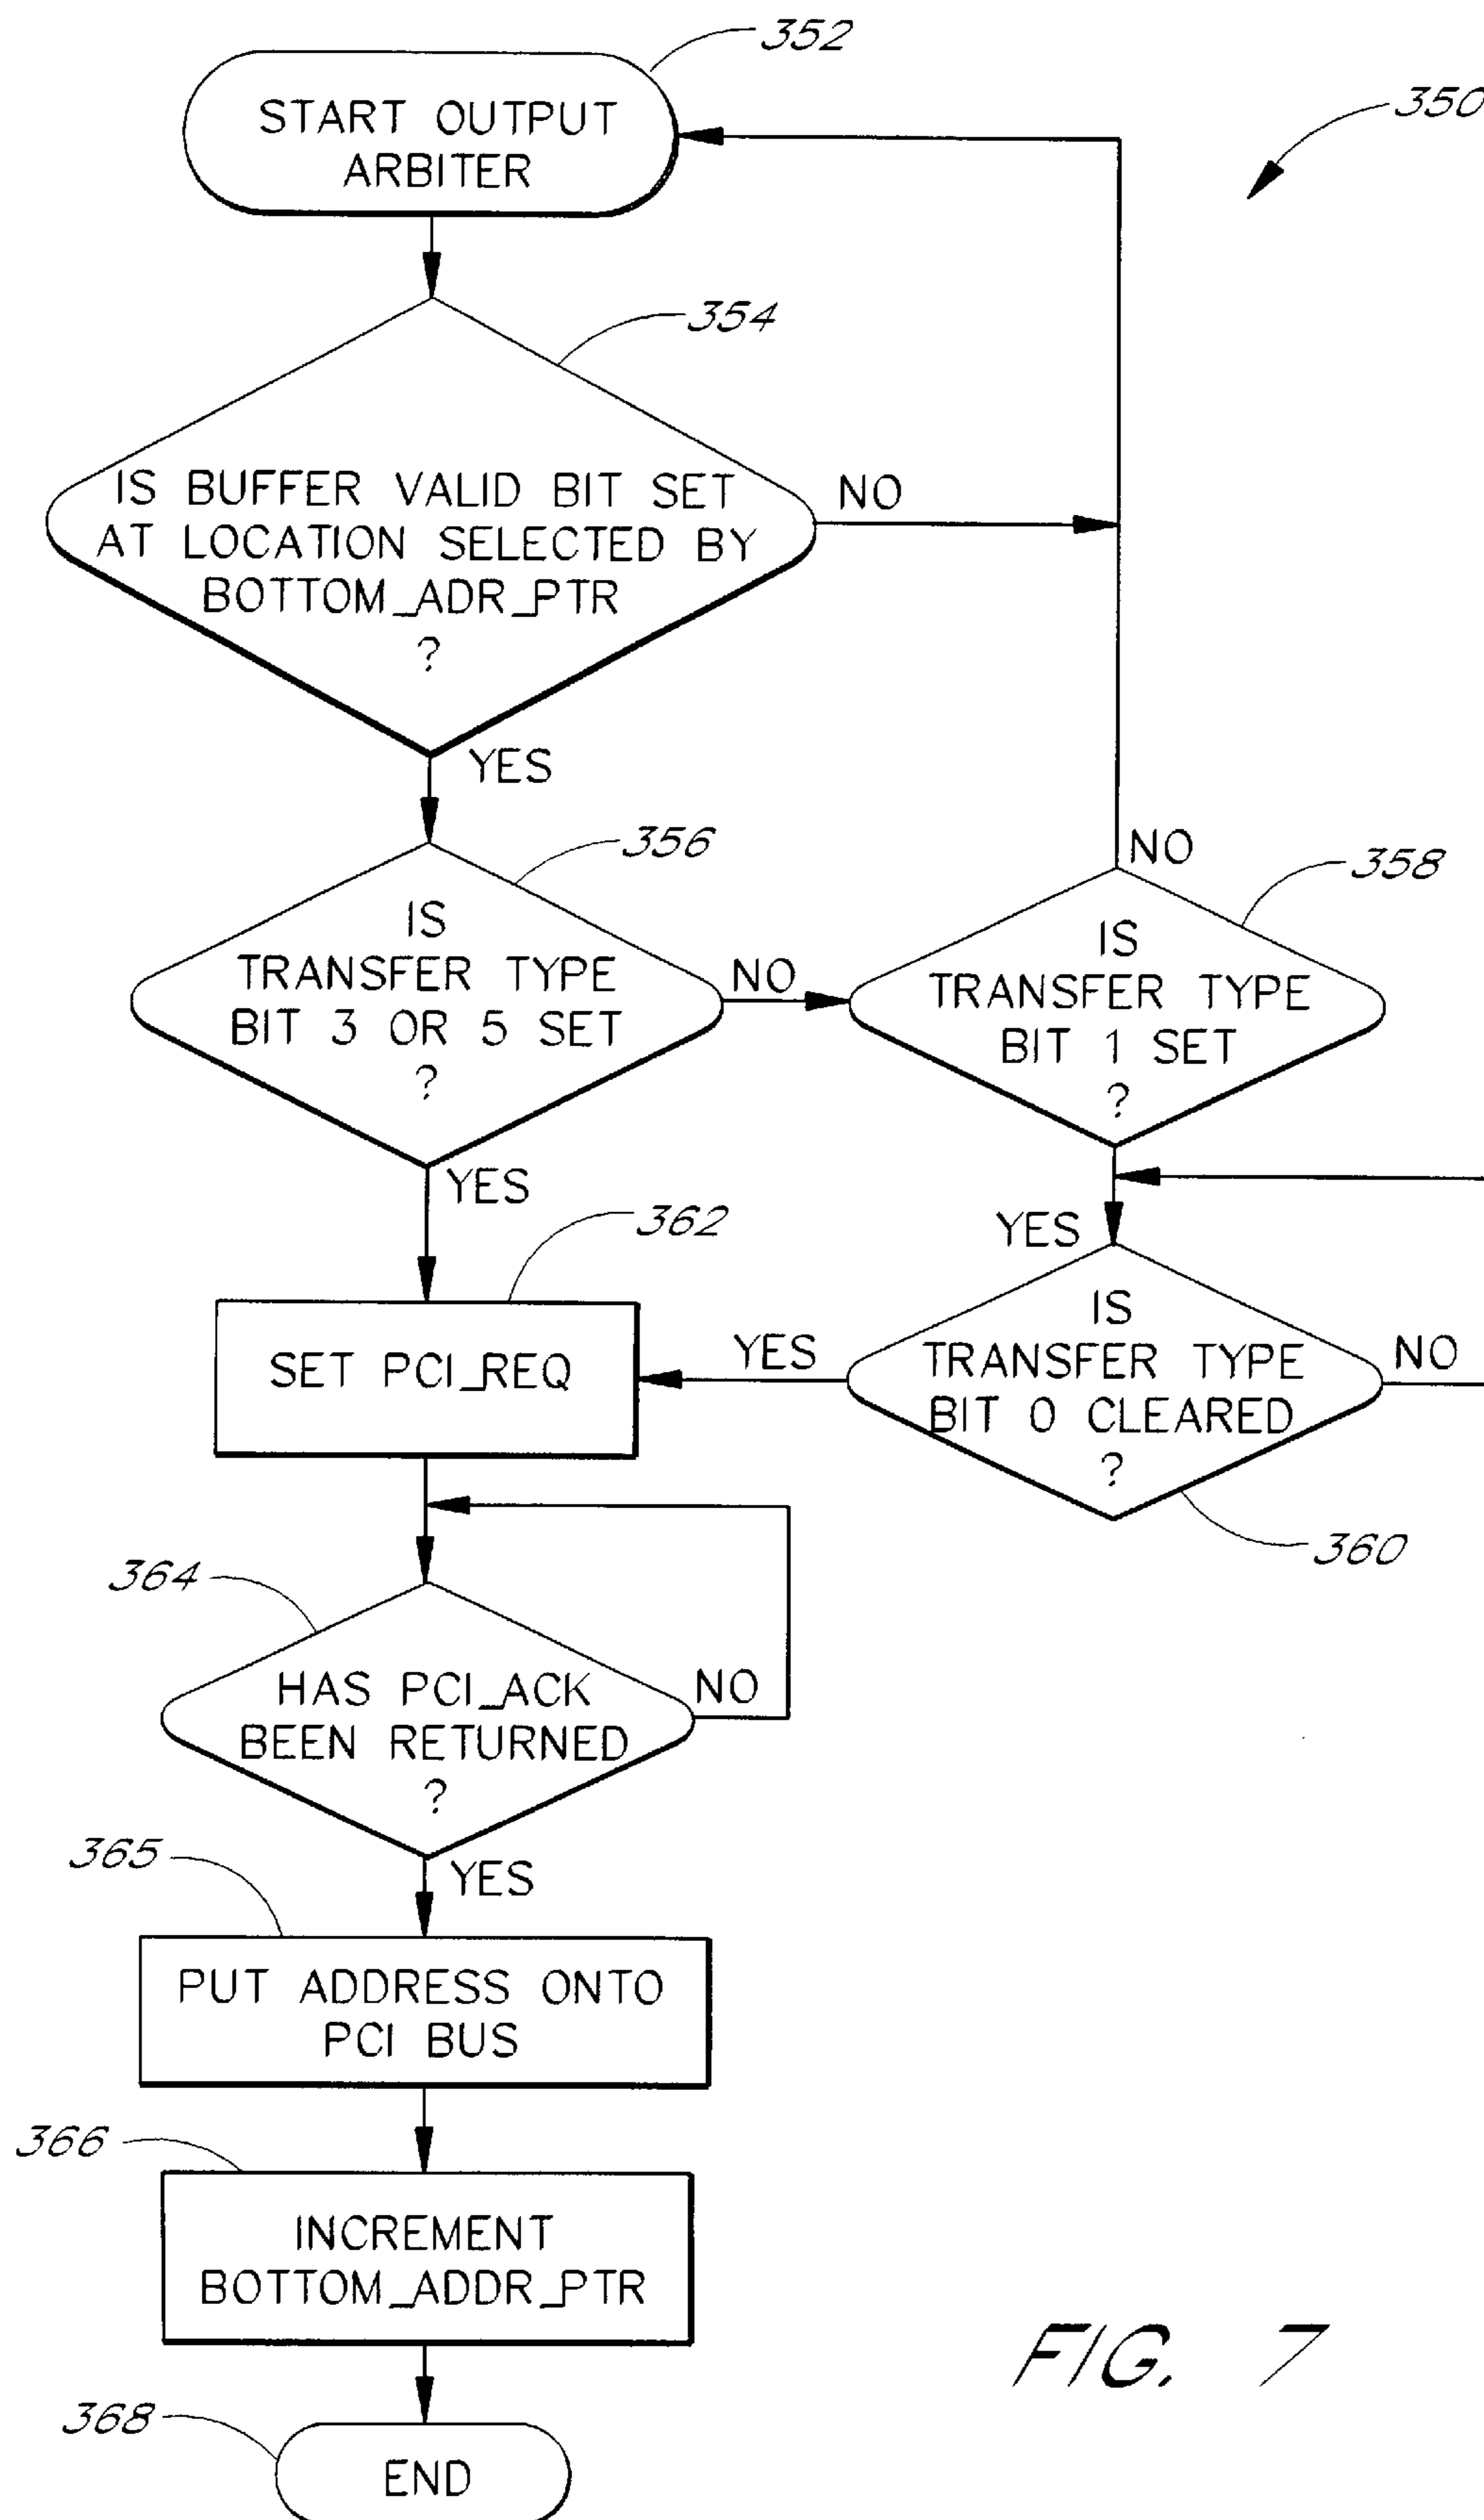 352
START OUTPUT
ARBITER
350
354
IS BUFFER VALID BIT SET
AT LOCATION SELECTED BY
BOTTOM_ADR_PTR
?
NO
YES
356
IS
TRANSFER TYPE
BIT 3 OR 5 SET
?
NO
YES
NO
358
IS
TRANSFER TYPE
BIT 1 SET
?
YES
362
SET PCI_REQ
YES
IS
TRANSFER TYPE
BIT 0 CLEARED
?
NO
360
364
HAS PCI_ACK
BEEN RETURNED
?
NO
YES
365
PUT ADDRESS ONTO
PCI BUS
366
INCREMENT
BOTTOM_ADDR_PTR
368
END
FIG. 7